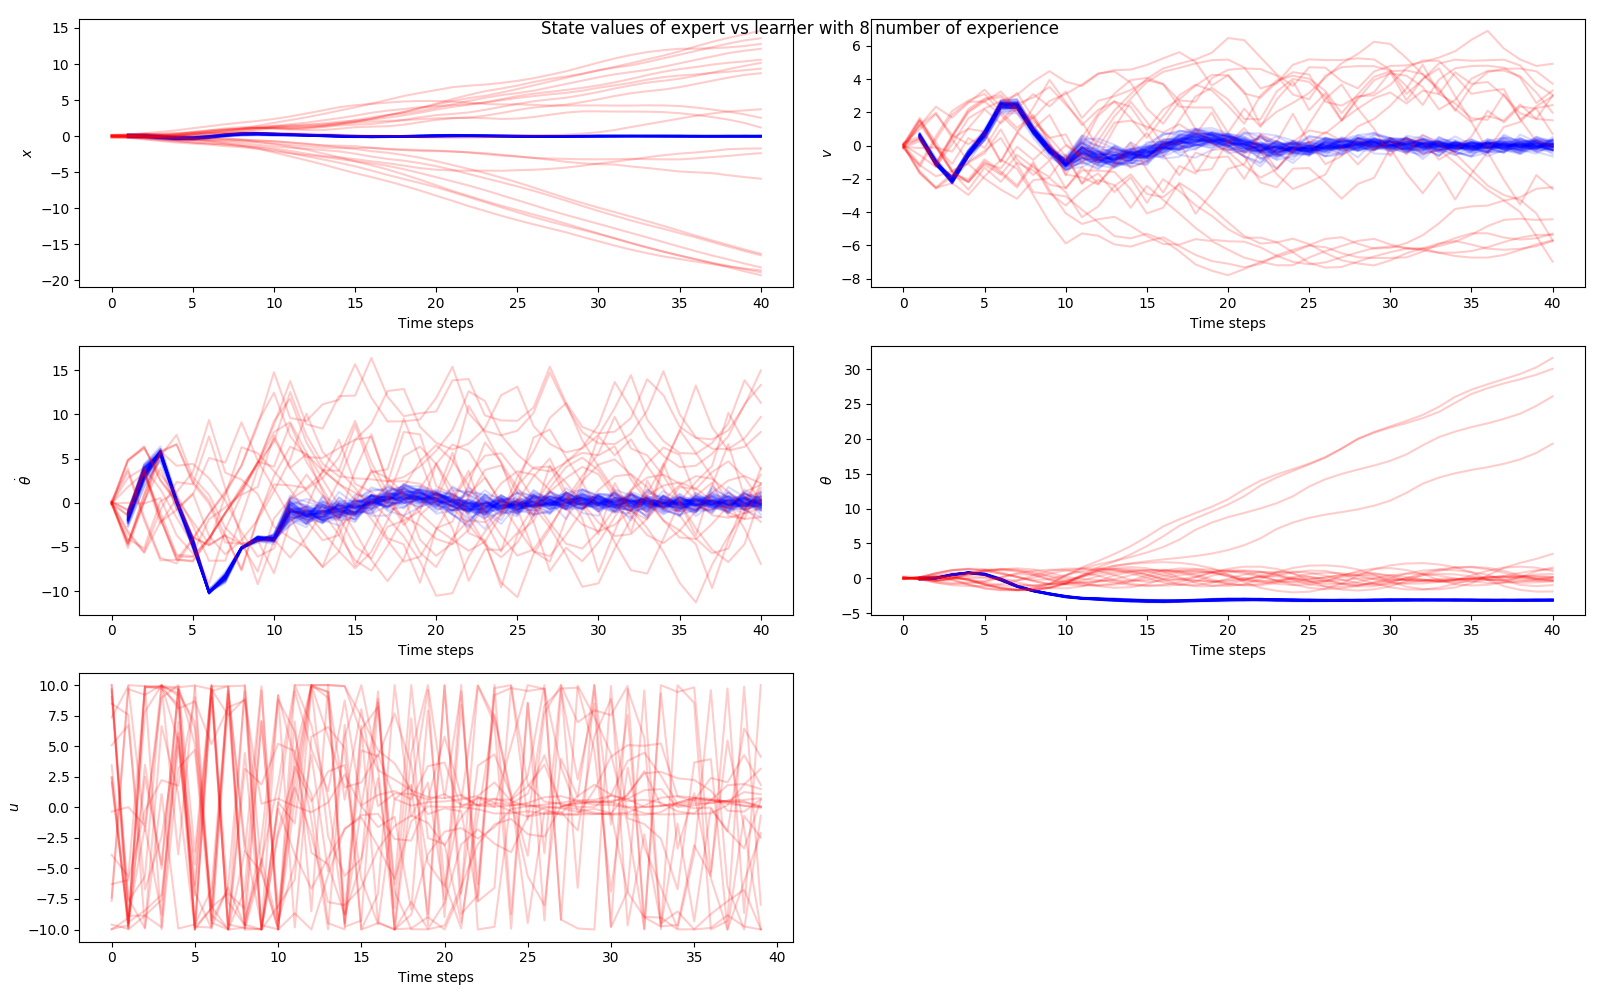 State values of expert vs learner with 8 number of experience
15
10
5
0
−5
−10
−15
−20
x
0 5 10 15 20 25 30 35 40
Time steps
6
4
2
0
−2
−4
−6
−8
v
0 5 10 15 20 25 30 35 40
Time steps
15
10
5
0
−5
−10
θ̇
0 5 10 15 20 25 30 35 40
Time steps
30
25
20
15
10
5
0
−5
θ
0 5 10 15 20 25 30 35 40
Time steps
10.0
7.5
5.0
2.5
0.0
−2.5
−5.0
−7.5
−10.0
u
0 5 10 15 20 25 30 35 40
Time steps